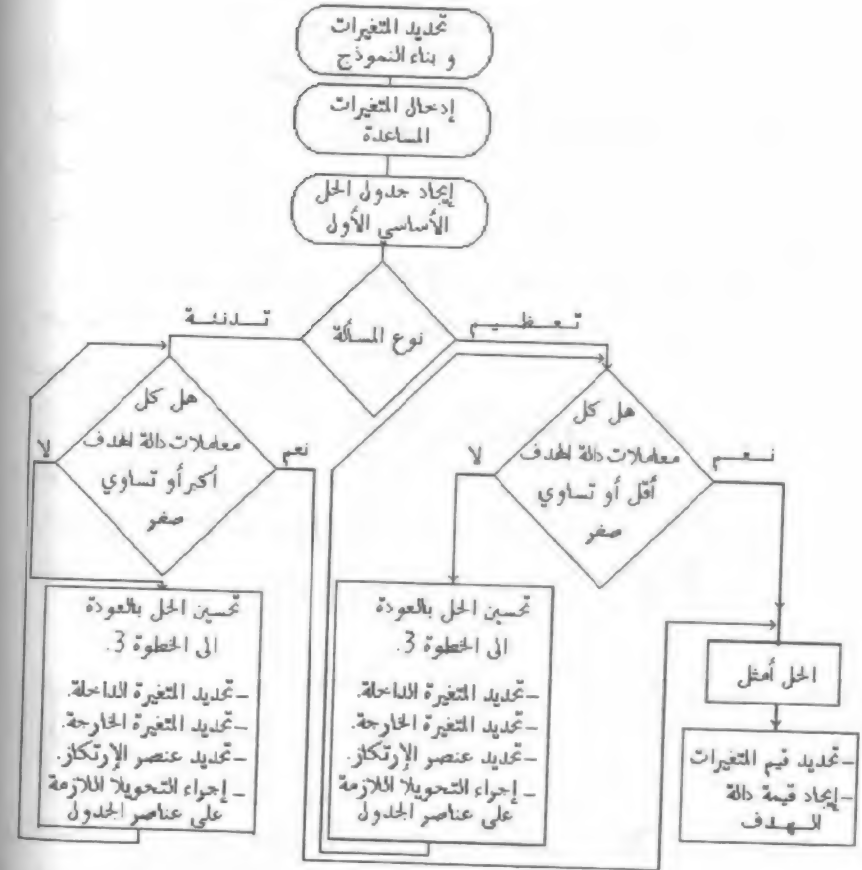 تحديد المتغيرات
و بناء النموذج
إدخال المتغيرات
المساعدة
إيجاد جدول الحل
الأساسي الأول
نوع المسألة
تـعـظـيـم
تـدنـئـة
هل كل
معاملات دالة الهدف
أقل أو تساوي
صفر
نـعـم
لا
هل كل
معاملات دالة الهدف
أكبر أو تساوي
صفر
نعم
لا
الحل أمثل
– تحديد قيم المتغيرات
– إيجاد قيمة دالة
الـهـدف
تحسين الحل بالعودة
الى الخطوة 3.
– تحديد المتغيرة الداخلة.
– تحديد المتغيرة الخارجة.
– تحديد عنصر الإرتكاز.
– إجراء التحويلا اللازمة
على عناصر الجدول
تحسين الحل بالعودة
الى الخطوة 3.
– تحديد المتغيرة الداخلة.
– تحديد المتغيرة الخارجة.
– تحديد عنصر الإرتكاز.
– إجراء التحويلا اللازمة
على عناصر الجدول